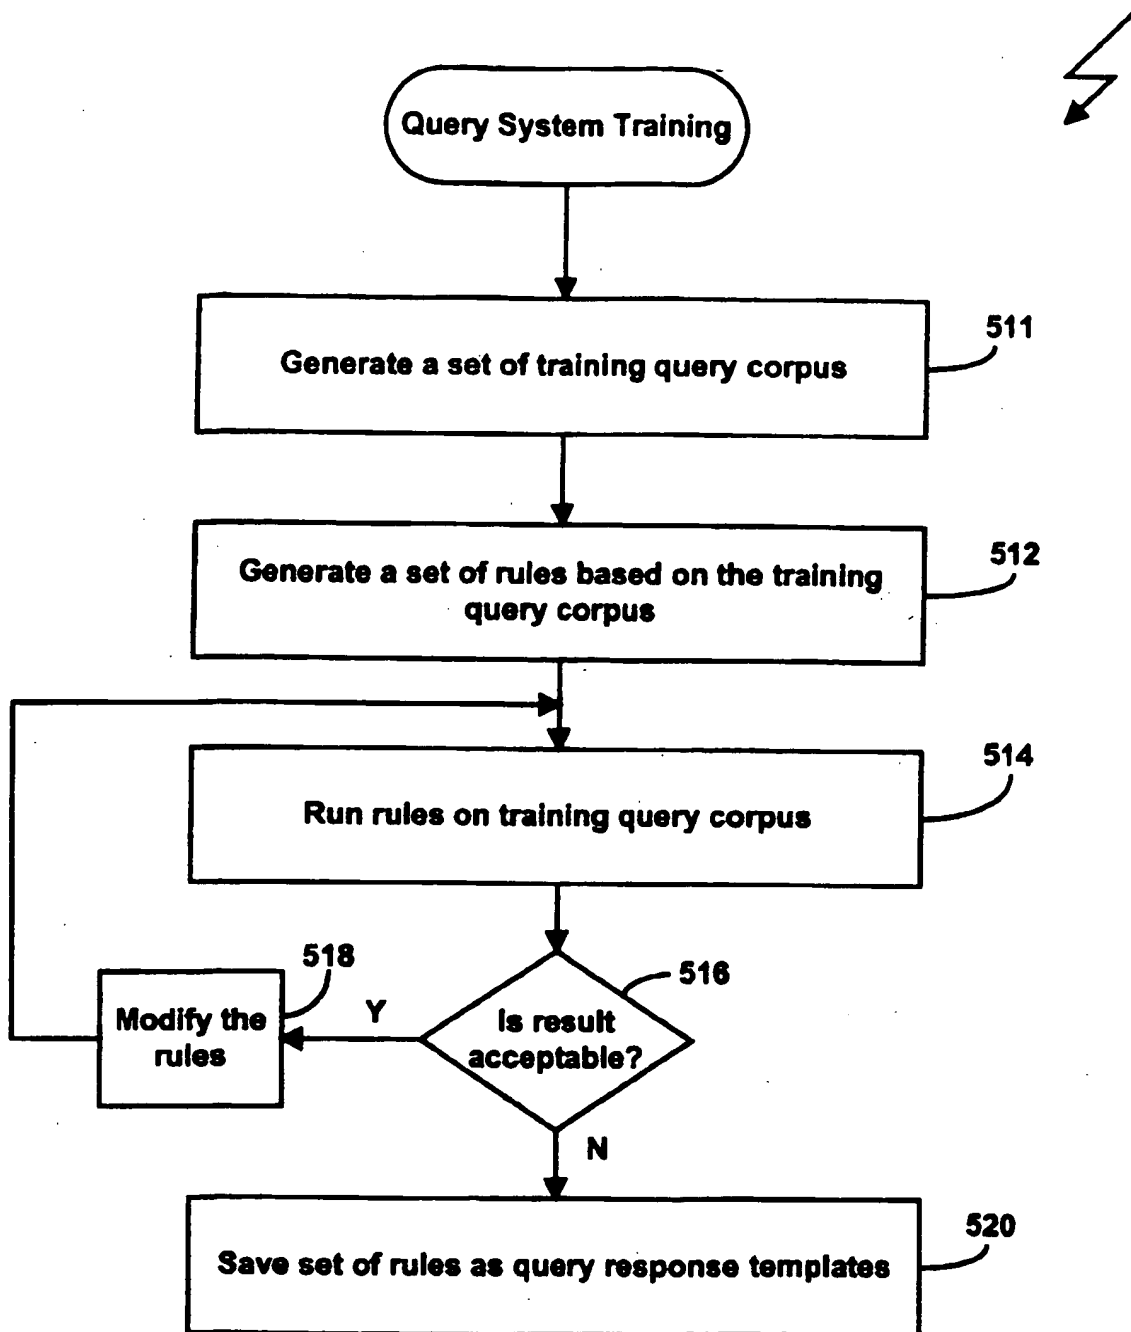 Query System Training
511
Generate a set of training query corpus
512
Generate a set of rules based on the training
query corpus
514
Run rules on training query corpus
518
516
Modify the
rules
Y
Is result
acceptable?
N
520
Save set of rules as query response templates